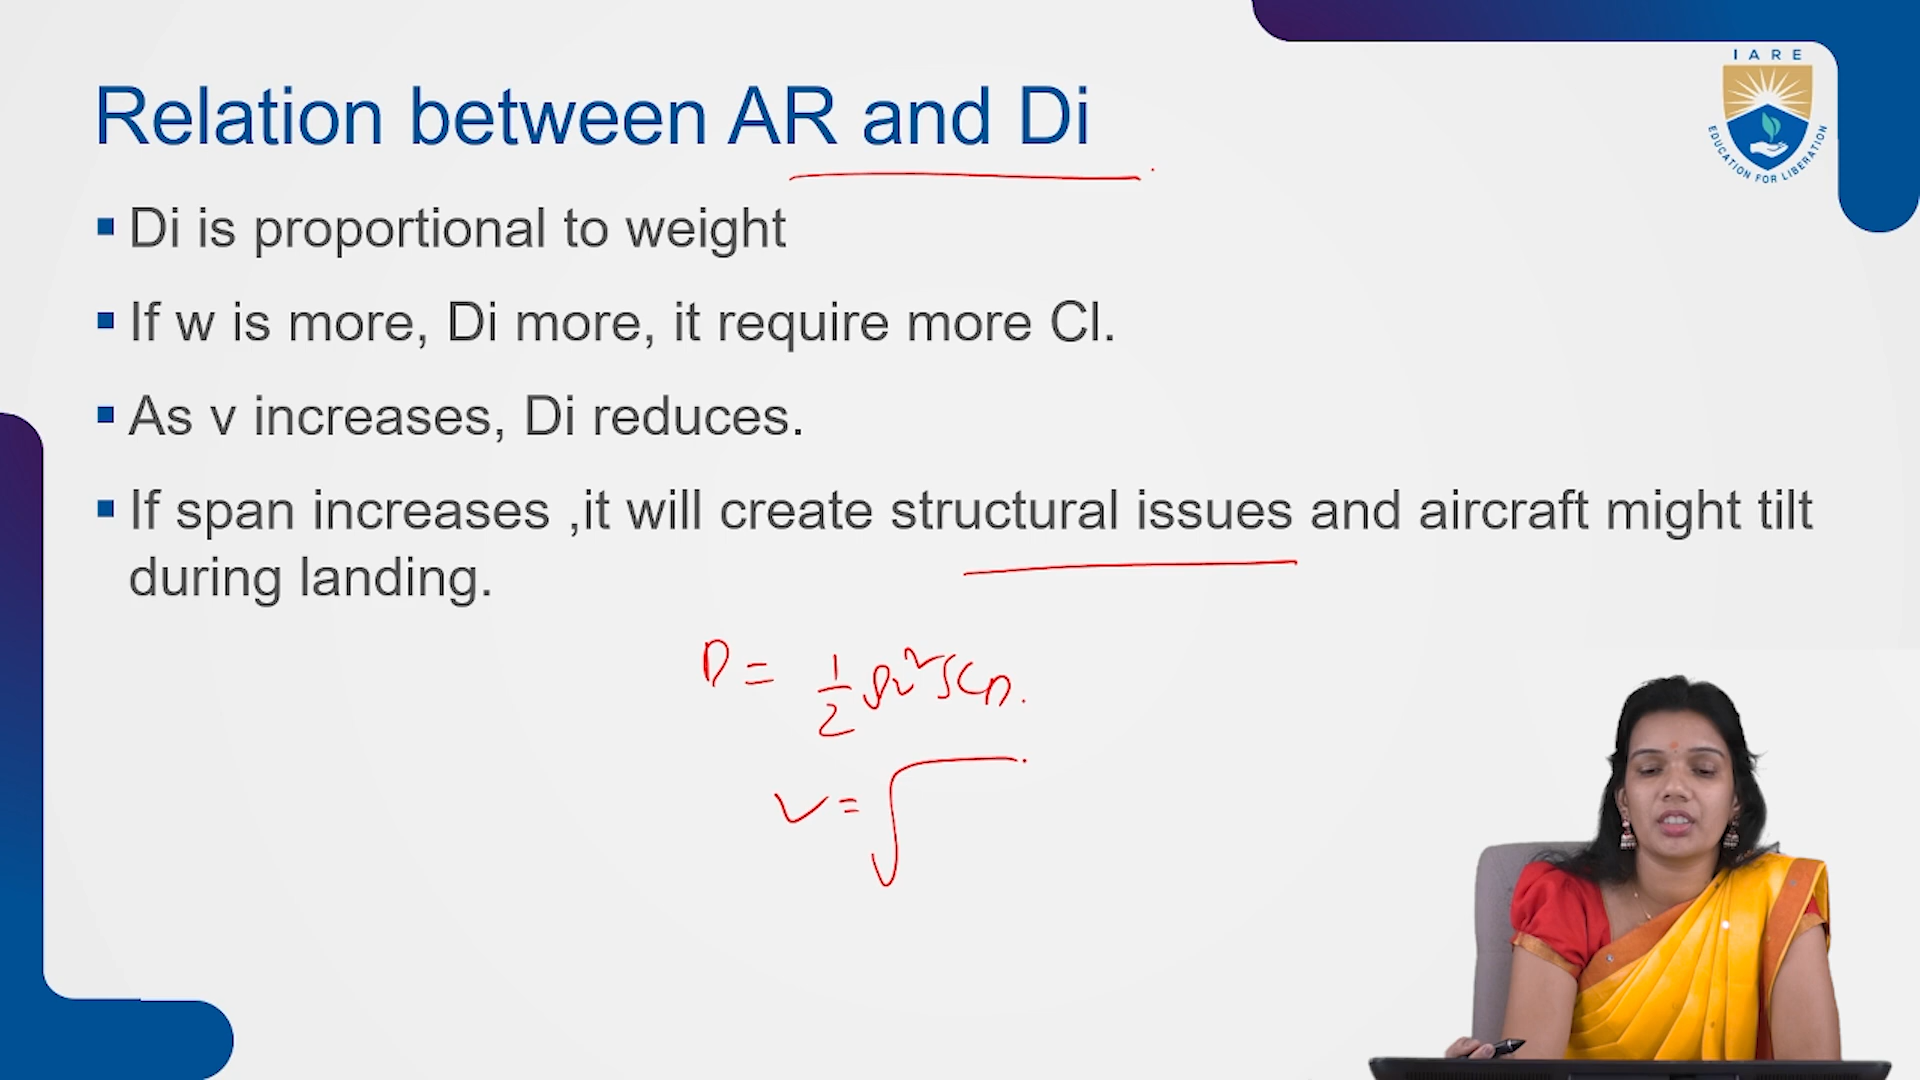 IARE
EDUCATION FOR LIBERATION
Relation between AR and Di
▪ Di is proportional to weight
▪ If w is more, Di more, it require more Cl.
▪ As v increases, Di reduces.
▪ If span increases ,it will create structural issues and aircraft might tilt
during landing.
D = 1/2 ρv²SCD.
V = √